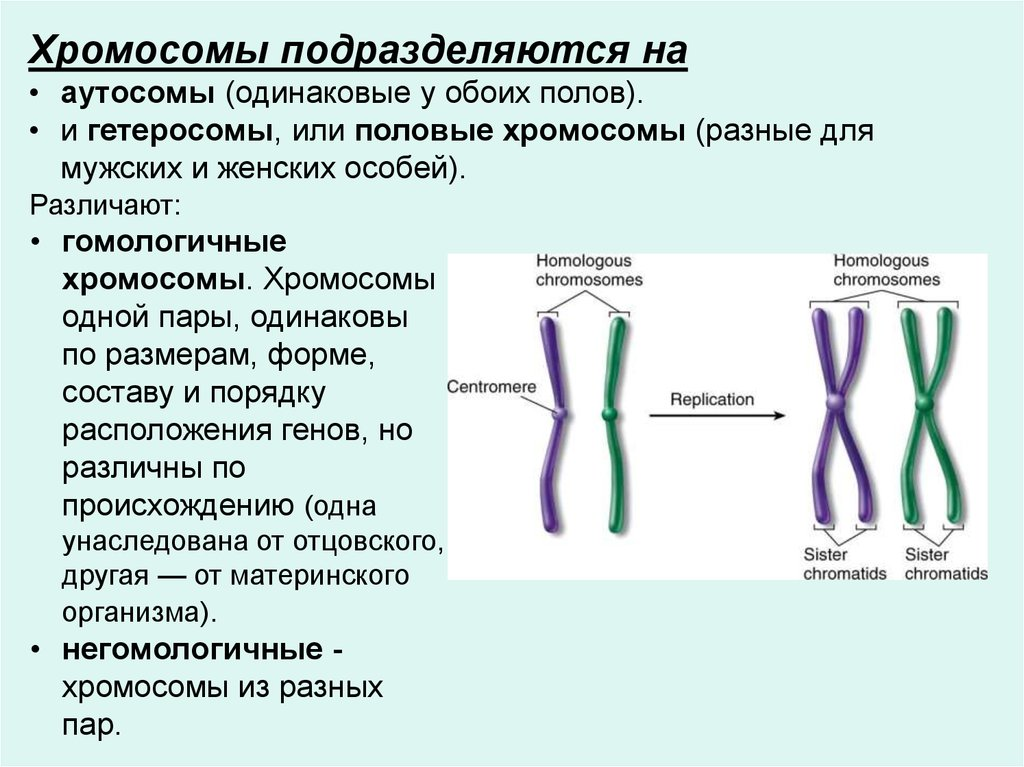 Хромосомы подразделяются на
• аутосомы (одинаковые у обоих полов).
• и гетеросомы, или половые хромосомы (разные для
мужских и женских особей).
Различают:
• гомологичные
хромосомы. Хромосомы
одной пары, одинаковы
по размерам, форме,
составу и порядку
расположения генов, но
различны по
происхождению (одна
унаследована от отцовского,
другая — от материнского
организма).
• негомологичные -
хромосомы из разных
пар.
Homologous
chromosomes
Centromere
Replication
Homologous
chromosomes
Sister
chromatids
Sister
chromatids